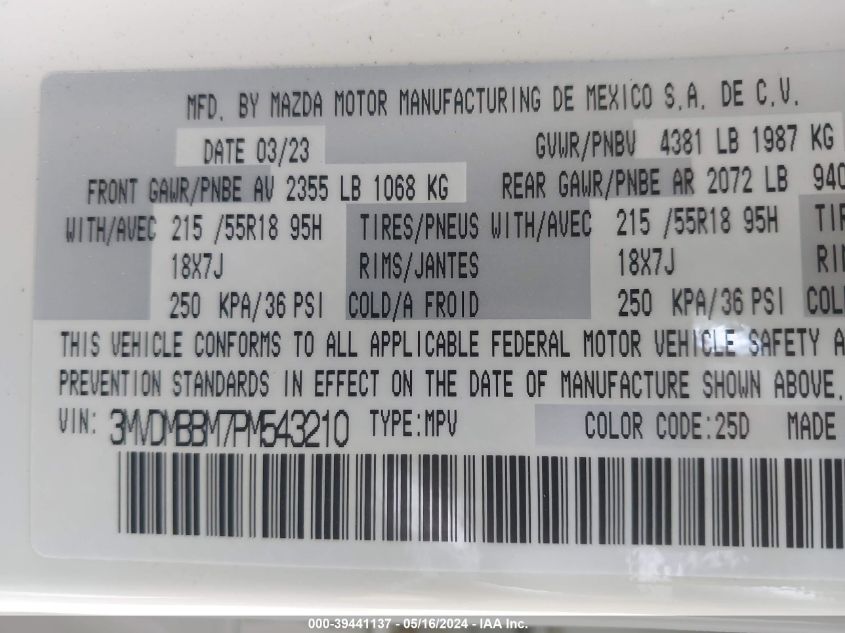 MFD. BY MAZDA MOTOR MANUFACTURING DE MEXICO S.A. DE C.V.
DATE 03/23 GVWR/PNBV 4381 LB 1987 KG
FRONT GAWR/PNBE AV 2355 LB 1068 KG REAR GAWR/PNBE AR 2072 LB 940
WITH/AVEC 215 /55R18 95H TIRES/PNEUS WITH/AVEC 215 /55R18 95H TIR
18X7J RIMS/JANTES 18X7J RIM
250 KPA/36 PSI COLD/A FROID 250 KPA/36 PSI COL
THIS VEHICLE CONFORMS TO ALL APPLICABLE FEDERAL MOTOR VEHICLE SAFETY A
PREVENTION STANDARDS IN EFFECT ON THE DATE OF MANUFACTURE SHOWN ABOVE.
VIN: 3MVDMBBM7PM543210 TYPE:MPV COLOR CODE:25D MADE
000-39441137 - 05/16/2024 - IAA Inc.